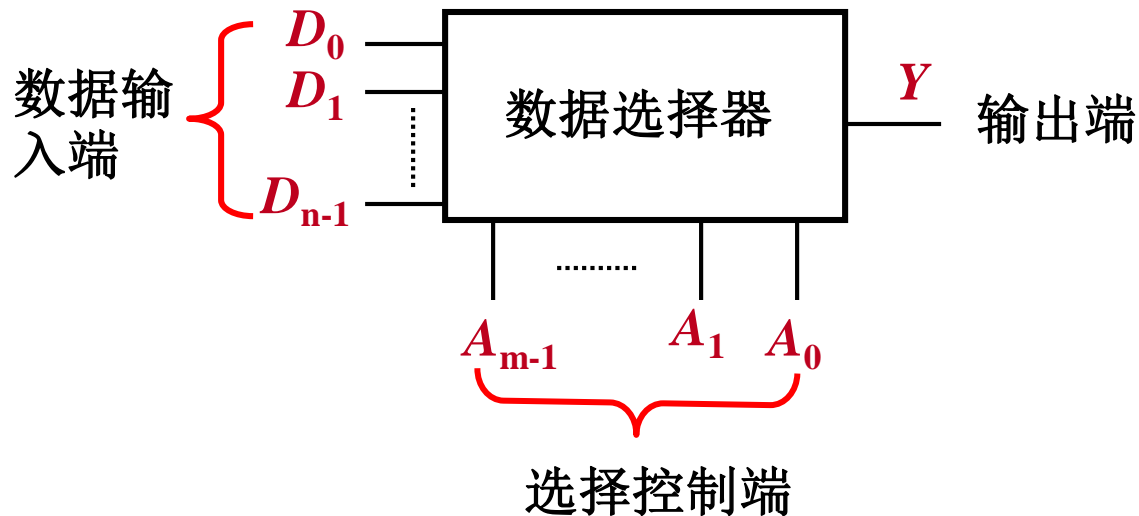 D0
D1
数据输
入端
Dn-1
数据选择器
Y
输出端
Am-1
A1
A0
选择控制端